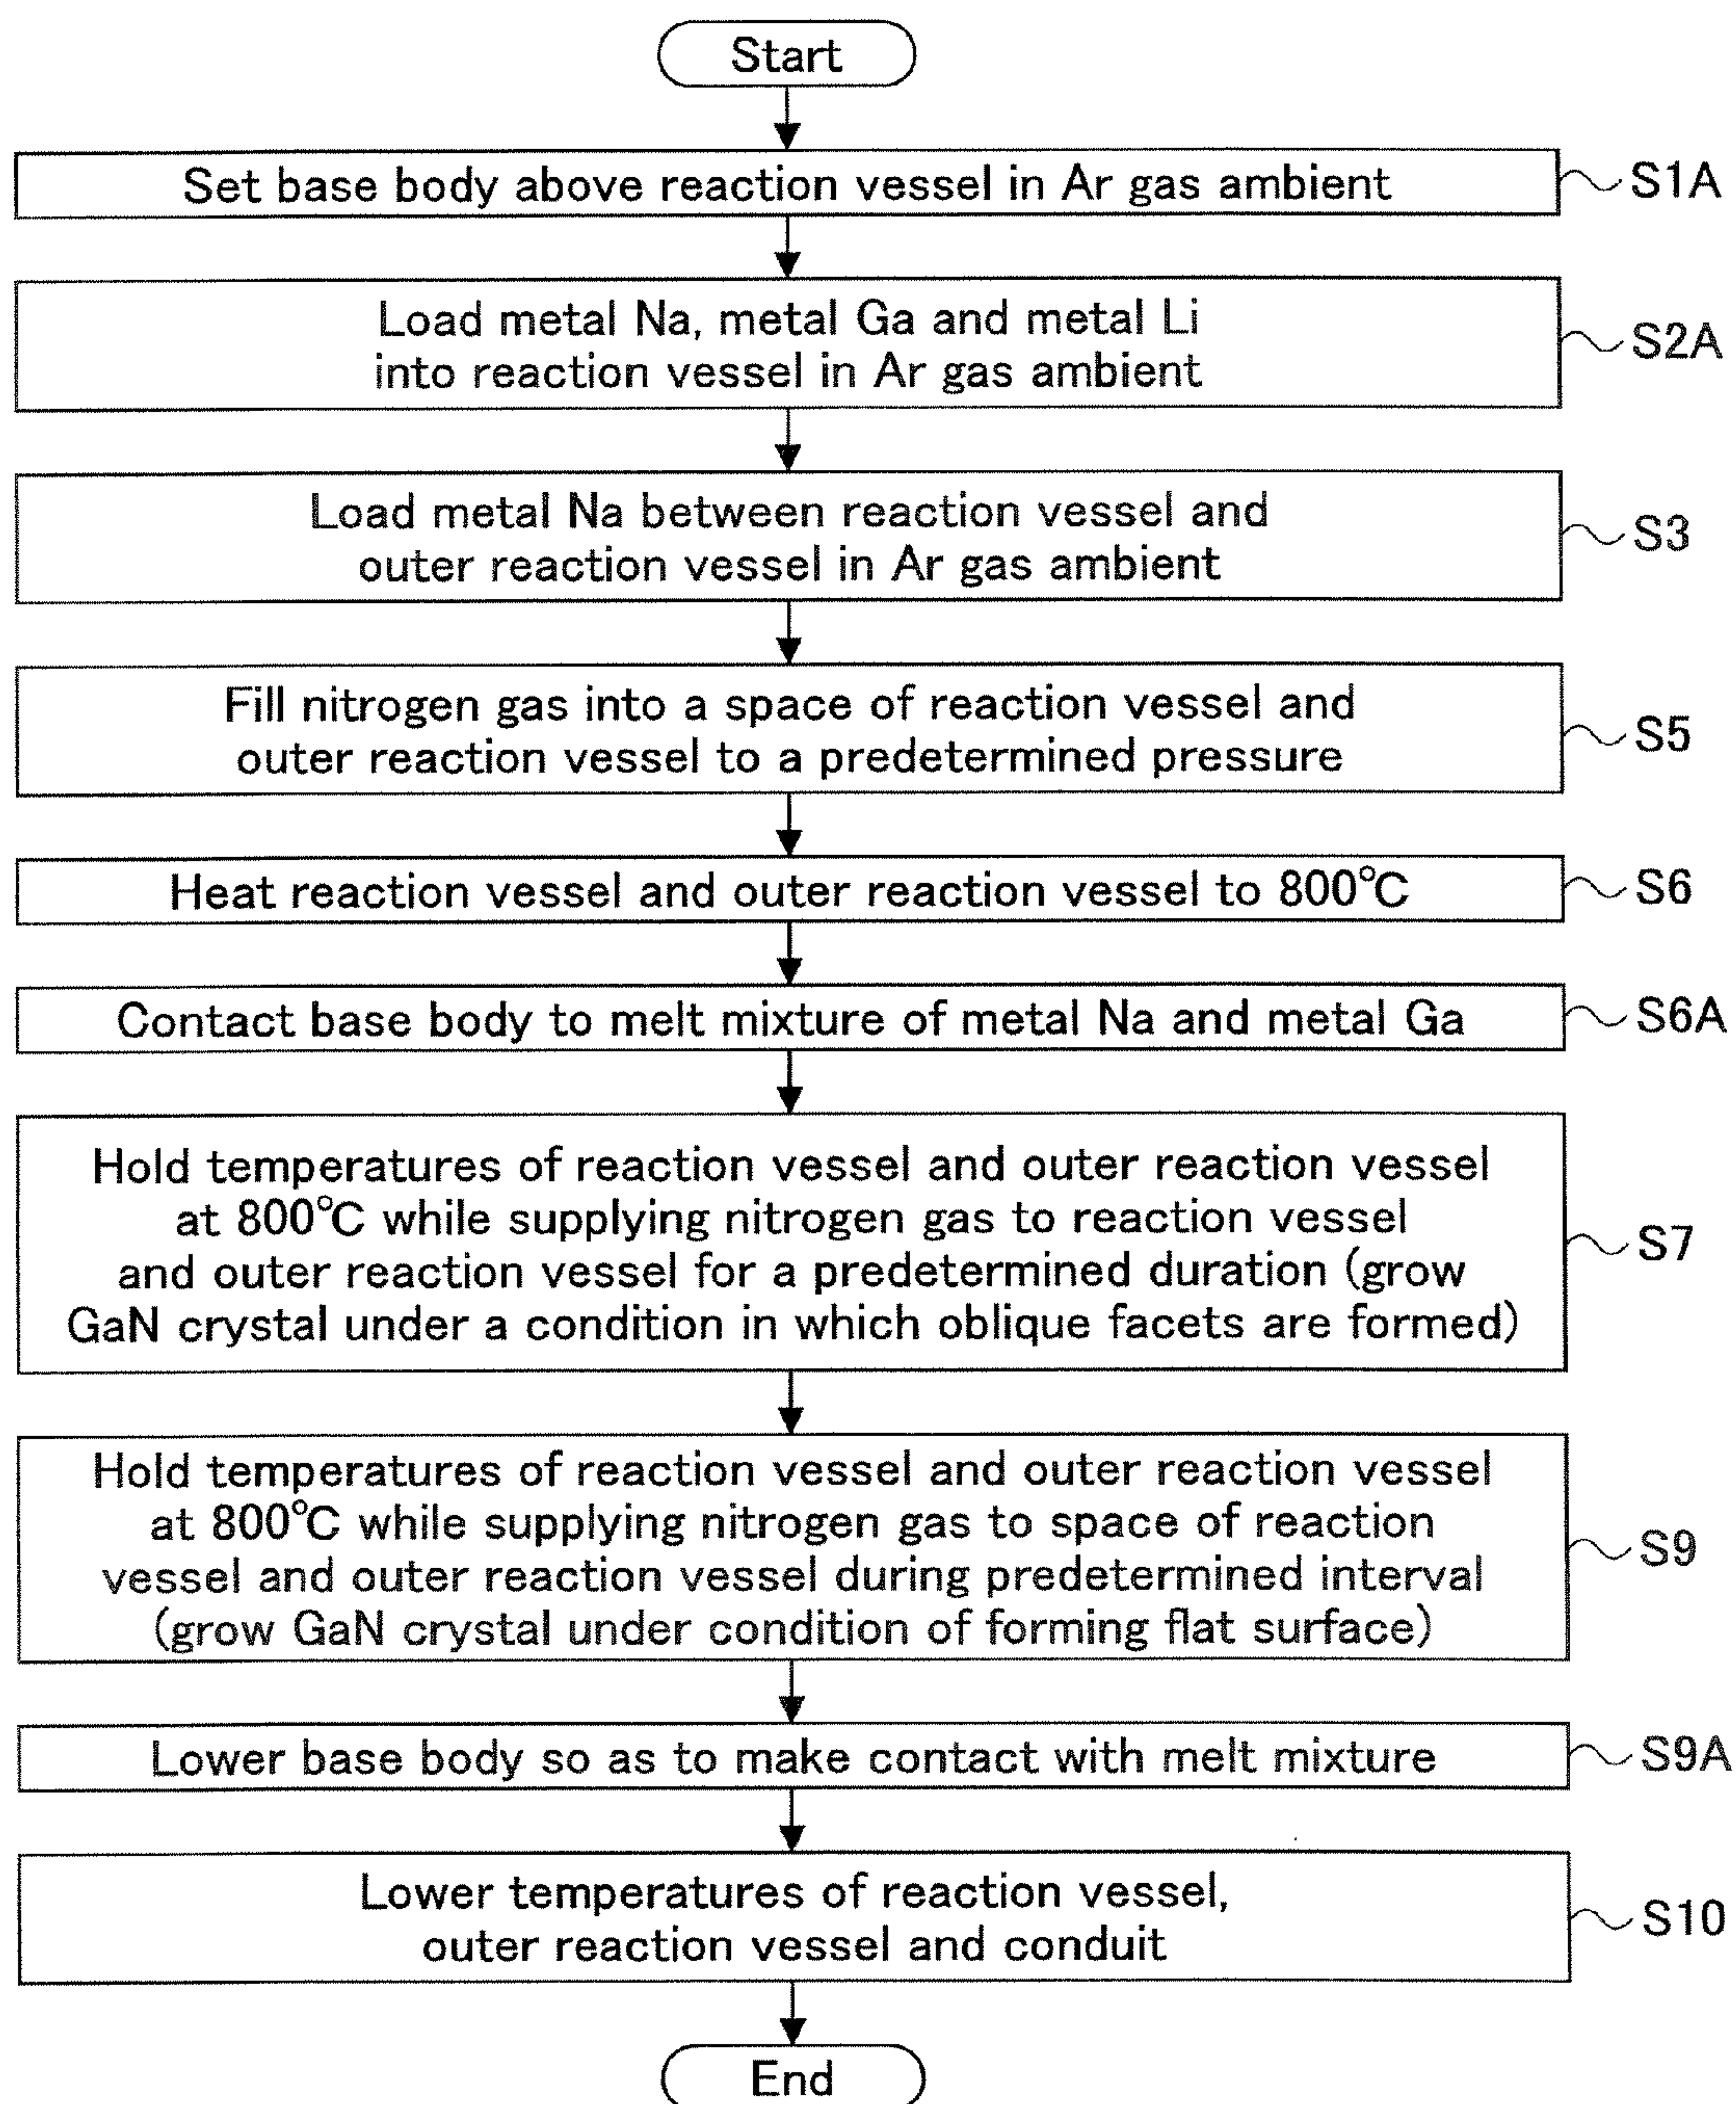 Start
Set base body above reaction vessel in Ar gas ambient
S1A
Load metal Na, metal Ga and metal Li
into reaction vessel in Ar gas ambient
S2A
Load metal Na between reaction vessel and
outer reaction vessel in Ar gas ambient
S3
Fill nitrogen gas into a space of reaction vessel and
outer reaction vessel to a predetermined pressure
S5
Heat reaction vessel and outer reaction vessel to 800℃
S6
Contact base body to melt mixture of metal Na and metal Ga
S6A
Hold temperatures of reaction vessel and outer reaction vessel
at 800℃ while supplying nitrogen gas to reaction vessel
and outer reaction vessel for a predetermined duration (grow
GaN crystal under a condition in which oblique facets are formed)
S7
Hold temperatures of reaction vessel and outer reaction vessel
at 800℃ while supplying nitrogen gas to space of reaction
vessel and outer reaction vessel during predetermined interval
(grow GaN crystal under condition of forming flat surface)
S9
Lower base body so as to make contact with melt mixture
S9A
Lower temperatures of reaction vessel,
outer reaction vessel and conduit
S10
End